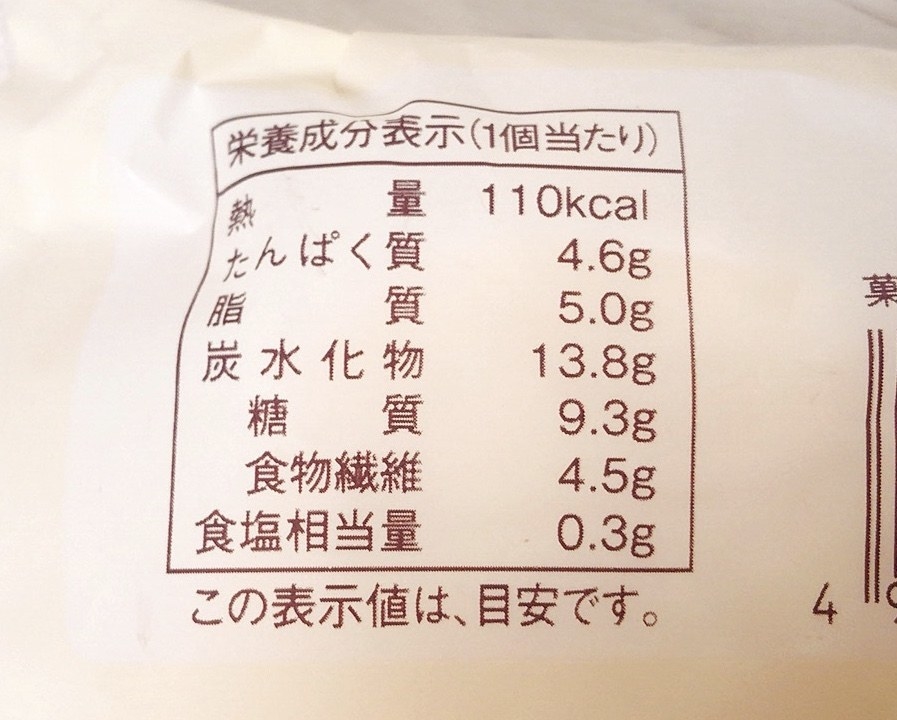 栄養成分表示(1個当たり)
熱量 110kcal
たんぱく質 4.6g
脂質 5.0g
炭水化物 13.8g
糖質 9.3g
食物繊維 4.5g
食塩相当量 0.3g
この表示値は、目安です。
菓
4